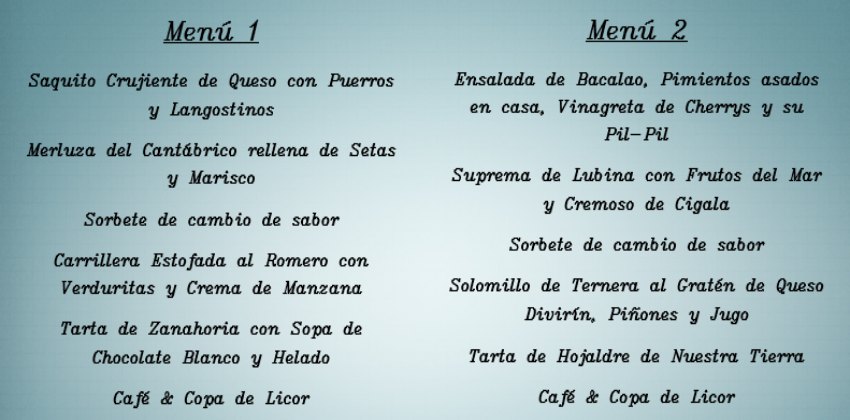 Menú 1
Saquito Crujiente de Queso con Puerros
y Langostinos
Merluza del Cantábrico rellena de Setas
y Marisco
Sorbete de cambio de sabor
Carrillera Estofada al Romero con
Verduritas y Crema de Manzana
Tarta de Zanahoria con Sopa de
Chocolate Blanco y Helado
Café & Copa de Licor
Menú 2
Ensalada de Bacalao, Pimientos asados
en casa, Vinagreta de Cherrys y su
Pil-Pil
Suprema de Lubina con Frutos del Mar
y Cremoso de Cigala
Sorbete de cambio de sabor
Solomillo de Ternera al Gratén de Queso
Divirín, Piñones y Jugo
Tarta de Hojaldre de Nuestra Tierra
Café & Copa de Licor